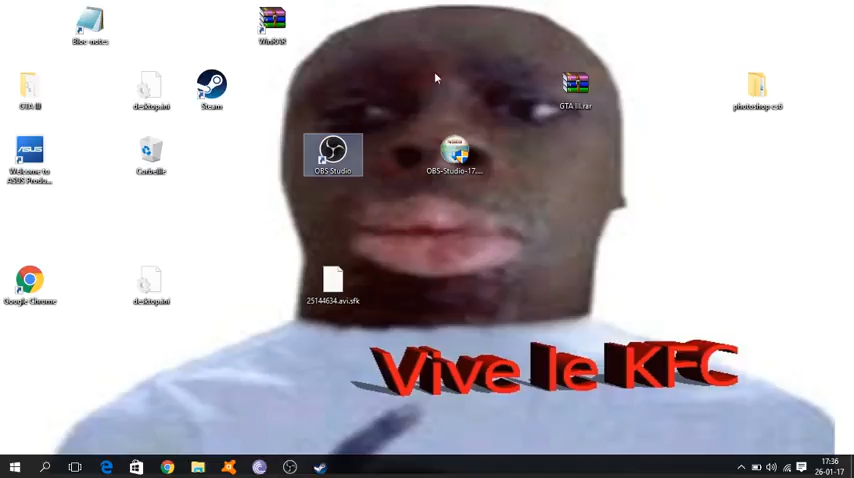 Bloc-notes
WinRAR
GTA III
desktop.ini
Steam
GTA III.rar
photoshop cs6
ASUS
Welcome to
ASUS Produ...
Corbeille
OBS Studio
OBS-Studio-17....
Google Chrome
desktop.ini
25144634.avi.sfk
Vive le KFC
17:36
26-01-17